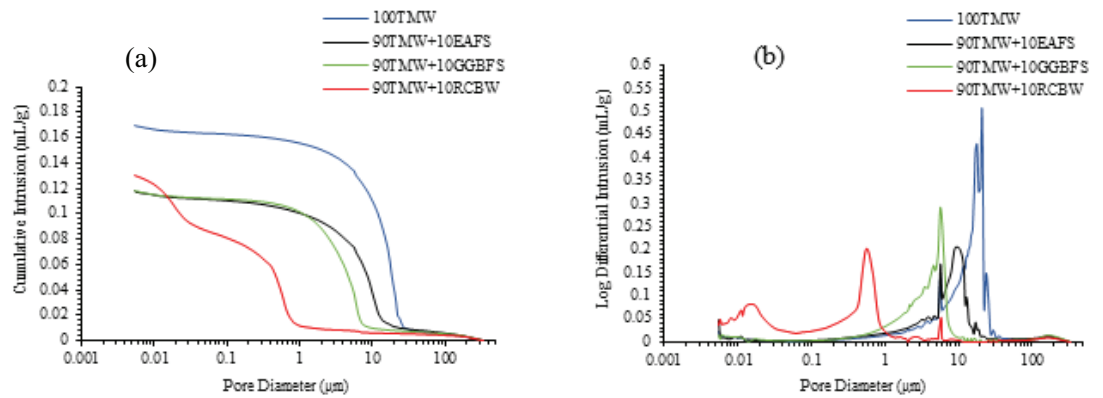 (a)
100TMW
90TMW+10EAFS
90TMW+10GGBFS
90TMW+10RCBW
Cumulative Intrusion (mL/g)
0.2
0.18
0.16
0.14
0.12
0.1
0.08
0.06
0.04
0.02
0
0.001
0.01
0.1
1
10
100
Pore Diameter (µm)
(b)
100TMW
90TMW+10EAFS
90TMW+10GGBFS
90TMW+10RCBW
Log Differential Intrusion (mL/g)
0.6
0.55
0.5
0.45
0.4
0.35
0.3
0.25
0.2
0.15
0.1
0.05
0
0.001
0.01
0.1
1
10
100
Pore Diameter (µm)